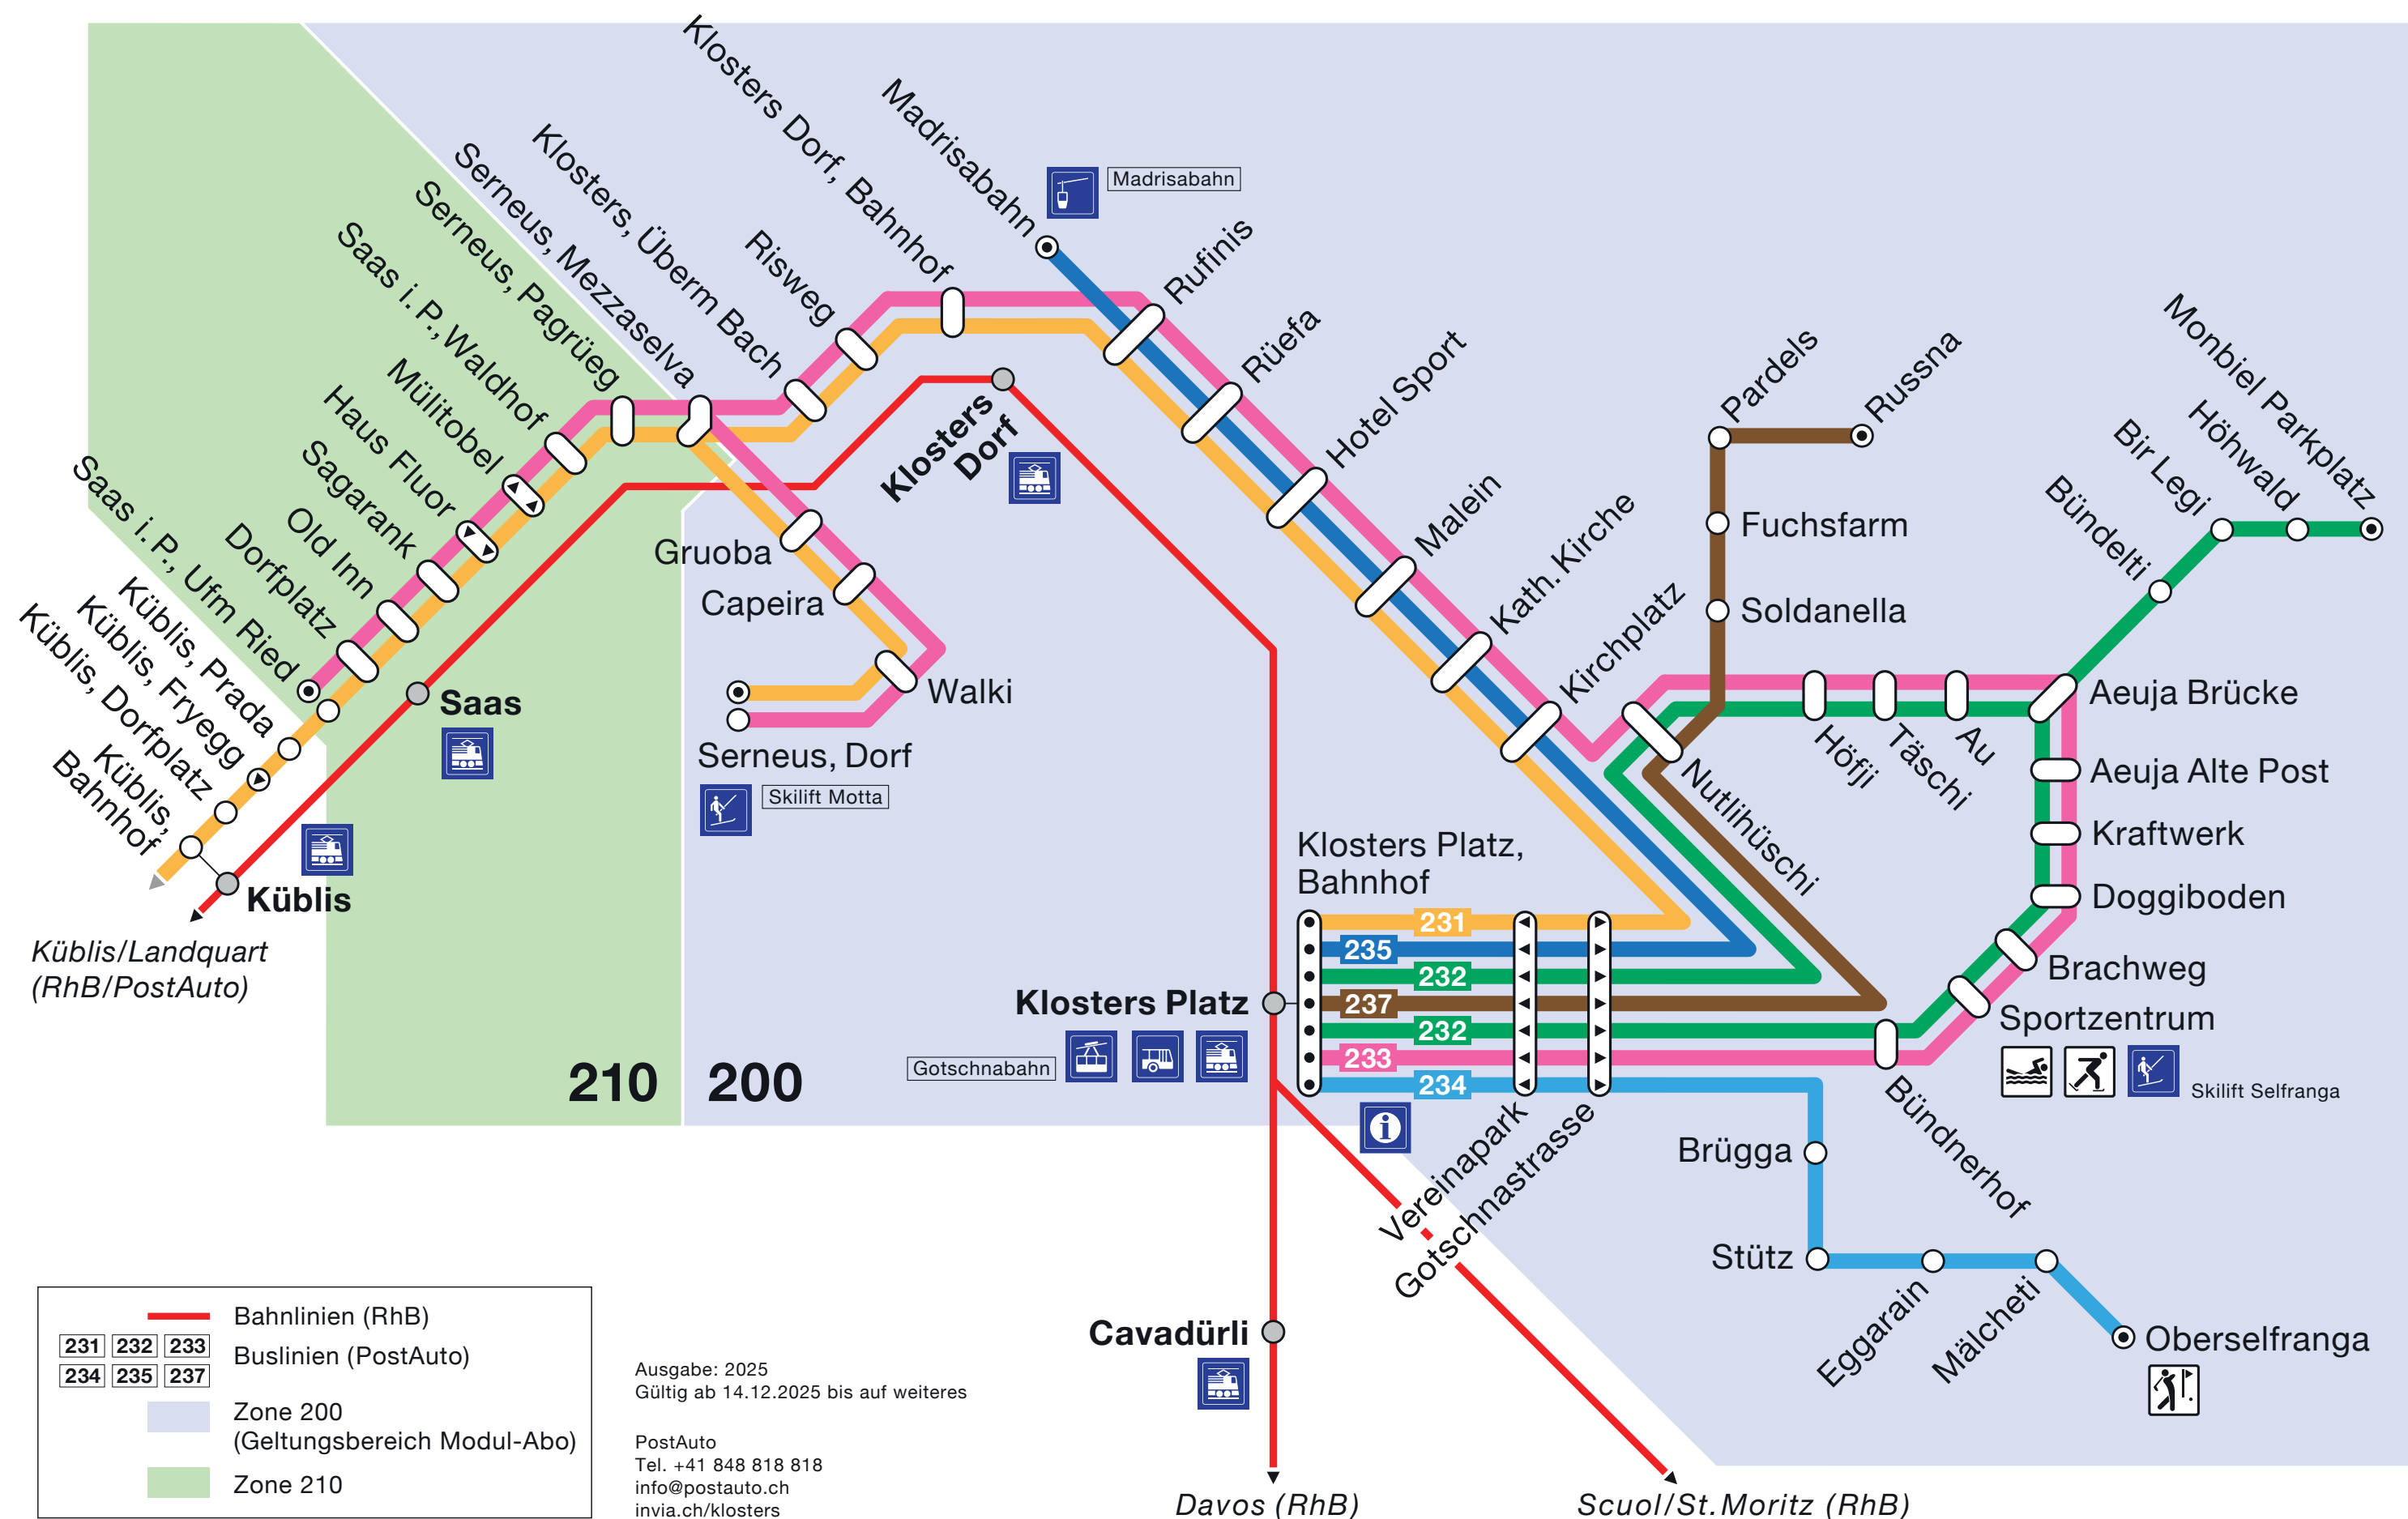 Klosters Dorf, Bahnhof
Madrisabahn
Madrisabahn
Klosters, Überm Bach
Serneus, Mezzaselva
Serneus, Pagrüeg
Saas i. P., Waldhof
Risweg
Rufinis
Rüefa
Hotel Sport
Malein
Kath. Kirche
Kirchplatz
Mülitobel
Haus Fluor
Sagarank
Old Inn
Dorfplatz
Saas i. P., Ufm Ried
Küblis, Prada
Küblis, Fryegg
Küblis, Dorfplatz
Küblis,
Bahnhof
Klosters
Dorf
Gruoba
Capeira
Walki
Serneus, Dorf
Skilift Motta
Saas
Küblis
Küblis/Landquart
(RhB/PostAuto)
Pardels
Russna
Fuchsfarm
Soldanella
Monbiel Parkplatz
Höhwald
Bir Legi
Bündelti
Aeuja Brücke
Aeuja Alte Post
Kraftwerk
Doggiboden
Brachweg
Sportzentrum
Skilift Selfranga
Höfji
Täschi
Au
Nutlihüschi
Klosters Platz,
Bahnhof
231
235
232
237
232
233
234
Klosters Platz
Gotschnabahn
210
200
i
Vereinapark
Gotschnastrasse
Bündnerhof
Brügga
Stütz
Eggarain
Mälcheti
Oberselfranga
Cavadürli
Davos (RhB)
Scuol/St. Moritz (RhB)
Bahnlinien (RhB)
231 232 233
234 235 237
Buslinien (PostAuto)
Zone 200
(Geltungsbereich Modul-Abo)
Zone 210
Ausgabe: 2025
Gültig ab 14.12.2025 bis auf weiteres
PostAuto
Tel. +41 848 818 818
info@postauto.ch
invia.ch/klosters